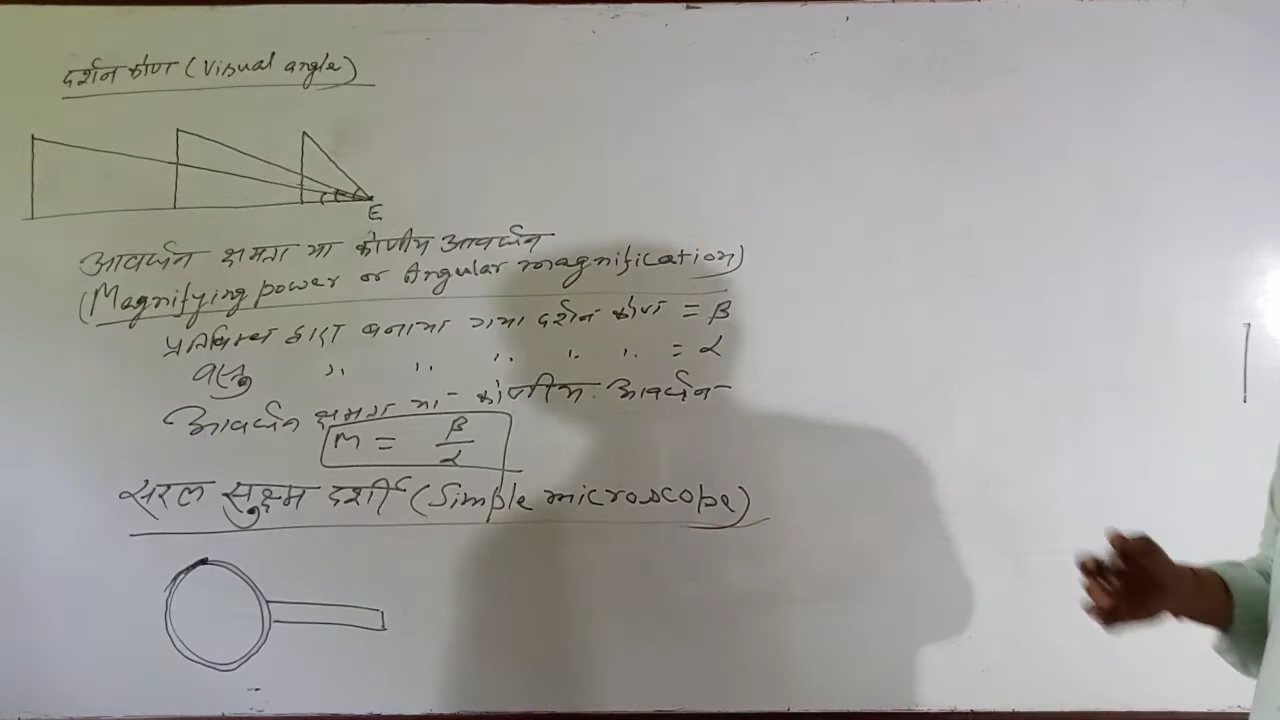 दर्शन कोण (Visual angle)
E
आवर्धन क्षमता या कोणीय आवर्धन
(Magnifying power or Angular magnification)
प्रतिबिम्ब द्वारा बनाया गया दर्शन कोण = β
वस्तु ,, ,, ,, ,, ,, = α
आवर्धन क्षमता या कोणीय आवर्धन
M = β/α
सरल सुक्ष्म दर्शी (Simple microscope)